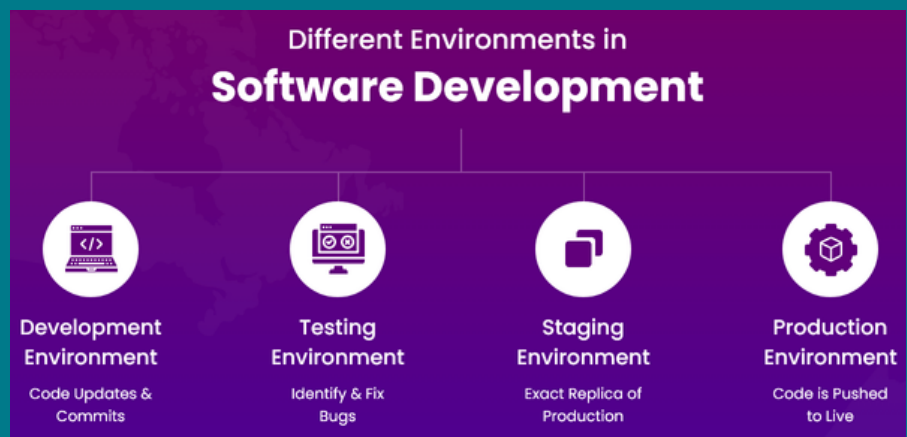 Different Environments in
Software Development
</>
Development
Environment
Code Updates &
Commits
Testing
Environment
Identify & Fix
Bugs
Staging
Environment
Exact Replica of
Production
Production
Environment
Code is Pushed
to Live